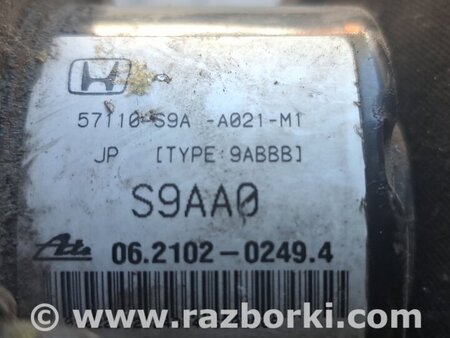 57110-S9A -A021-M1
JP [TYPE:9ABBB]
S9AA0
Ate 06.2102-0249.4
© www.razborki.com